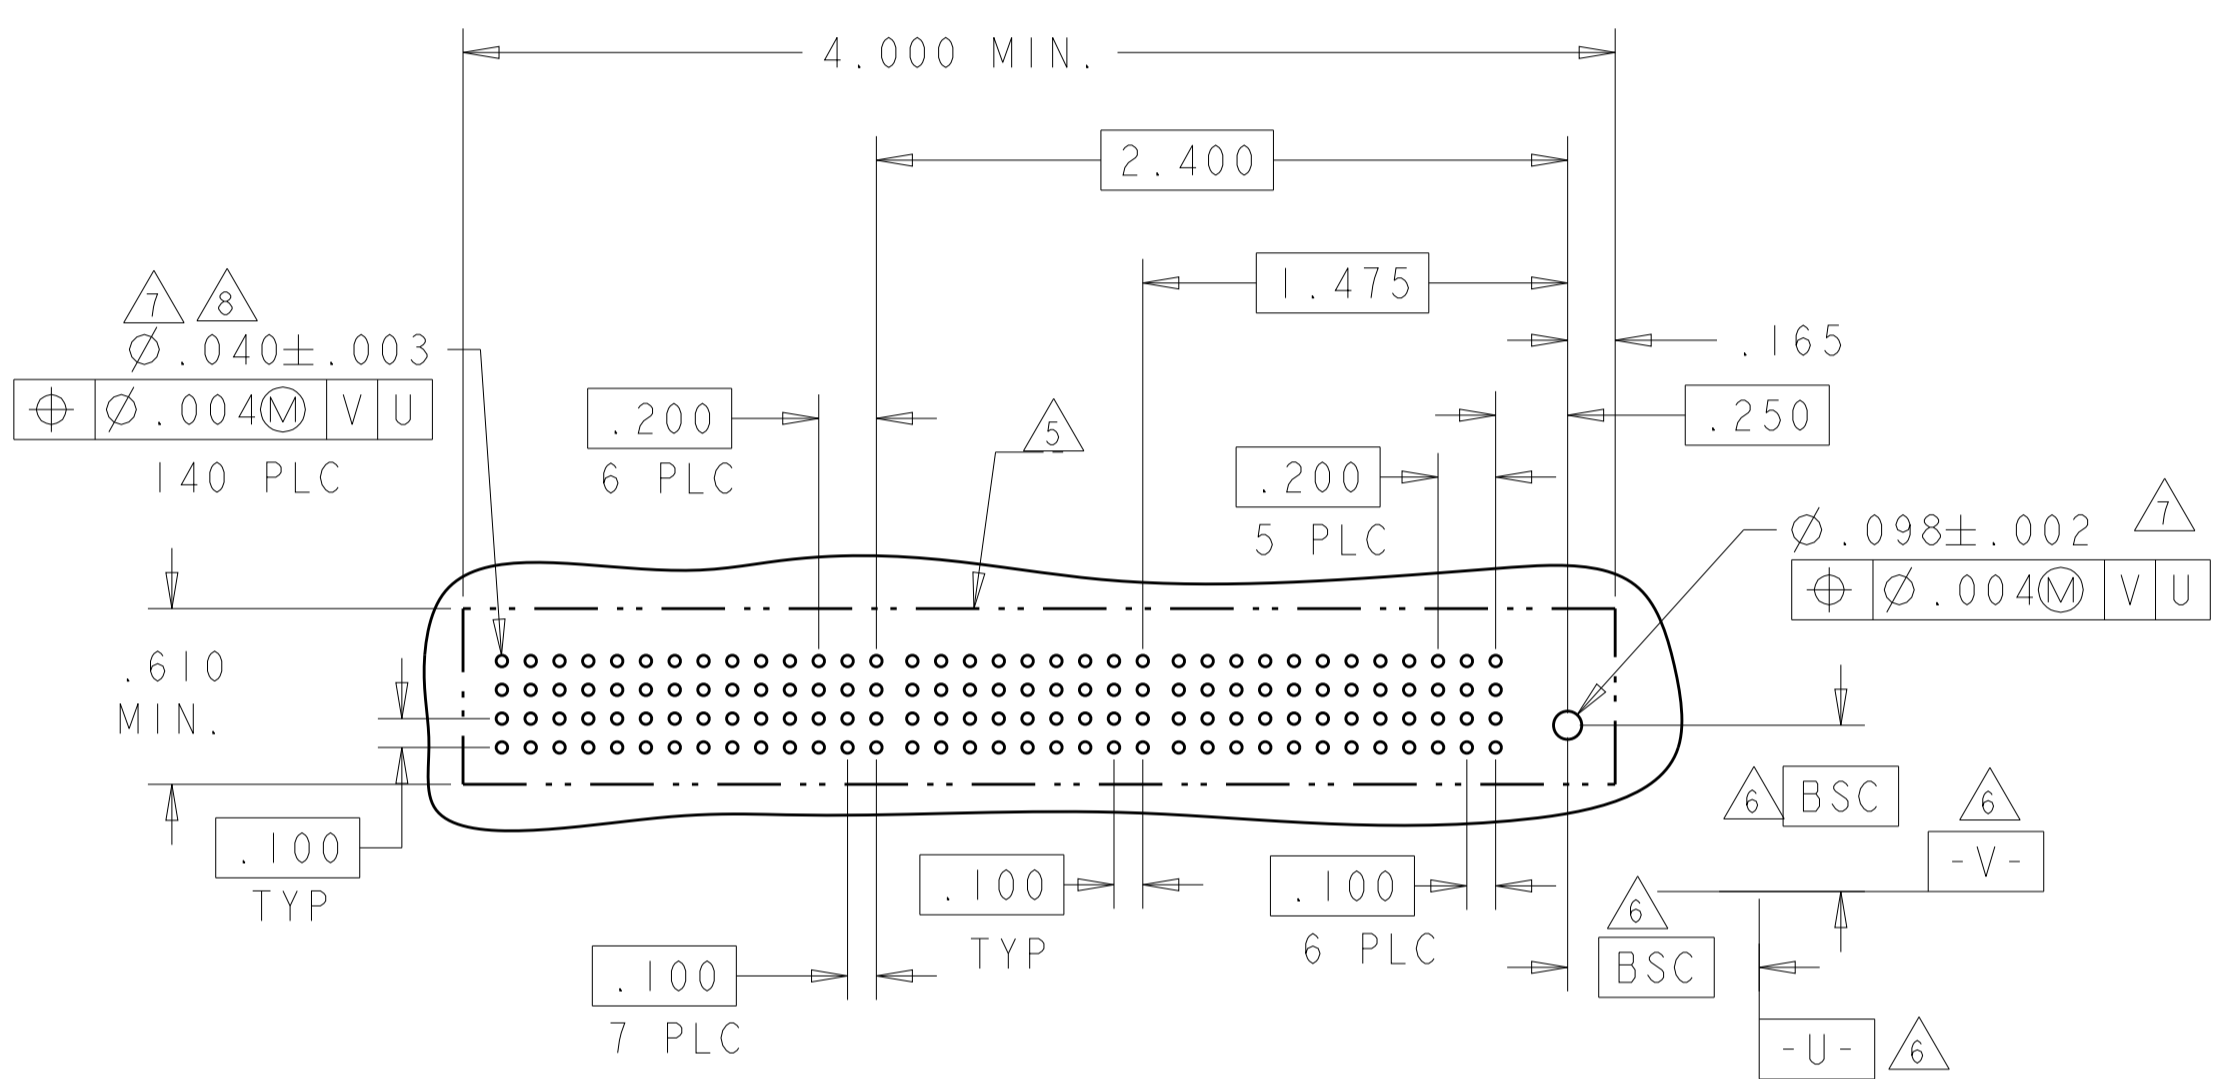 4.000 MIN.
2.400
1.475
.165
7 8
Ø.040±.003
⌖ Ø.004Ⓜ V U
140 PLC
.200
6 PLC
5
.250
.200
5 PLC
7
Ø.098±.002
⌖ Ø.004Ⓜ V U
.610
MIN.
6 BSC
6
-V-
.100
TYP
.100
TYP
.100
6 PLC
6
BSC
.100
7 PLC
-U- 6